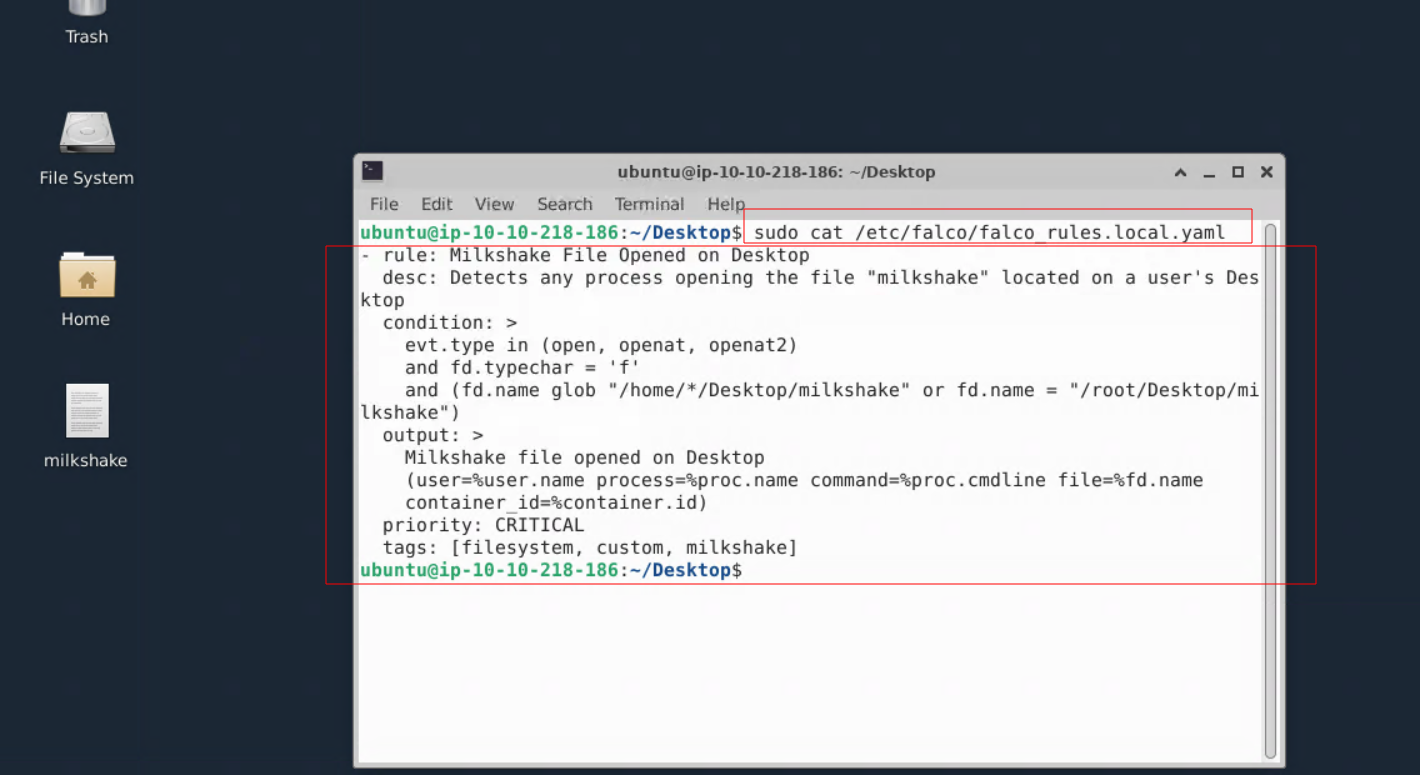 Trash
File System
Home
milkshake
ubuntu@ip-10-10-218-186: ~/Desktop
File Edit View Search Terminal Help
ubuntu@ip-10-10-218-186:~/Desktop$ sudo cat /etc/falco/falco_rules.local.yaml
- rule: Milkshake File Opened on Desktop
  desc: Detects any process opening the file "milkshake" located on a user's Des
ktop
  condition: >
    evt.type in (open, openat, openat2)
    and fd.typechar = 'f'
    and (fd.name glob "/home/*/Desktop/milkshake" or fd.name = "/root/Desktop/mi
lkshake")
  output: >
    Milkshake file opened on Desktop
    (user=%user.name process=%proc.name command=%proc.cmdline file=%fd.name
    container_id=%container.id)
  priority: CRITICAL
  tags: [filesystem, custom, milkshake]
ubuntu@ip-10-10-218-186:~/Desktop$